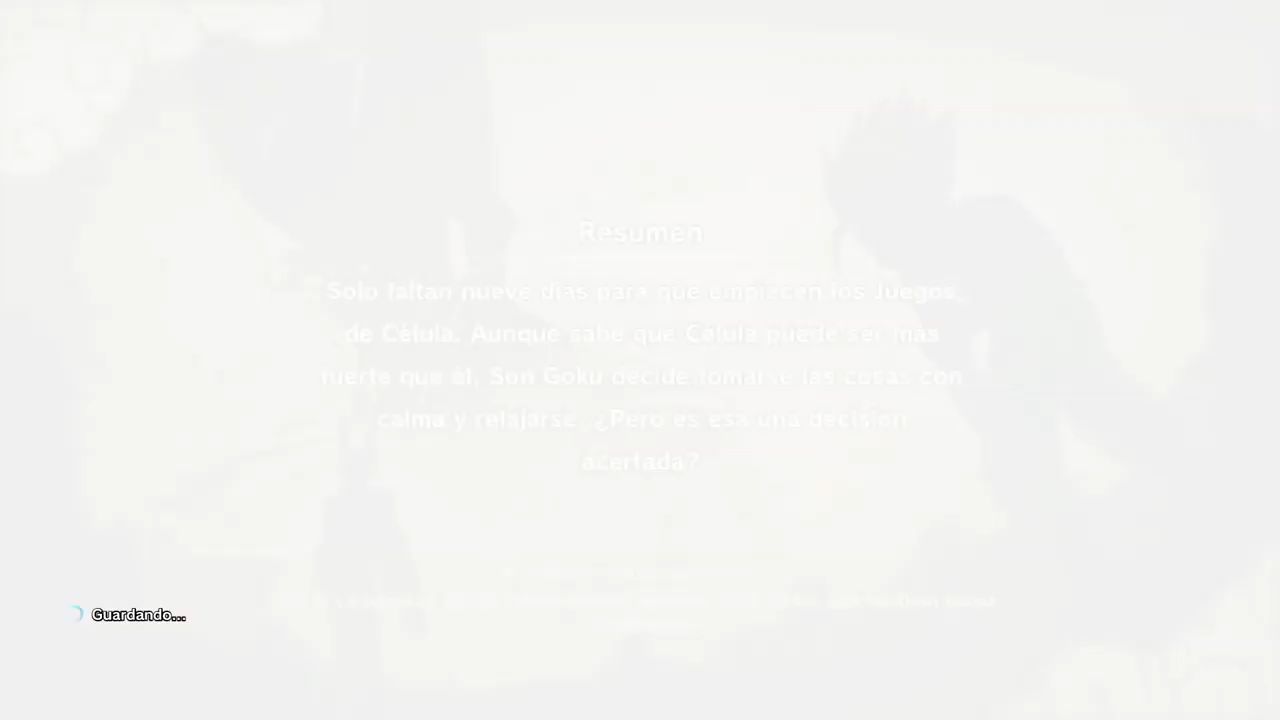 Resumen
Solo faltan nueve días para que empiecen los Juegos
de Célula. Aunque sabe que Célula puede ser más
fuerte que él, Son Goku decide tomarse las cosas con
calma y relajarse. ¿Pero es esa una decisión
acertada?
Guardando...